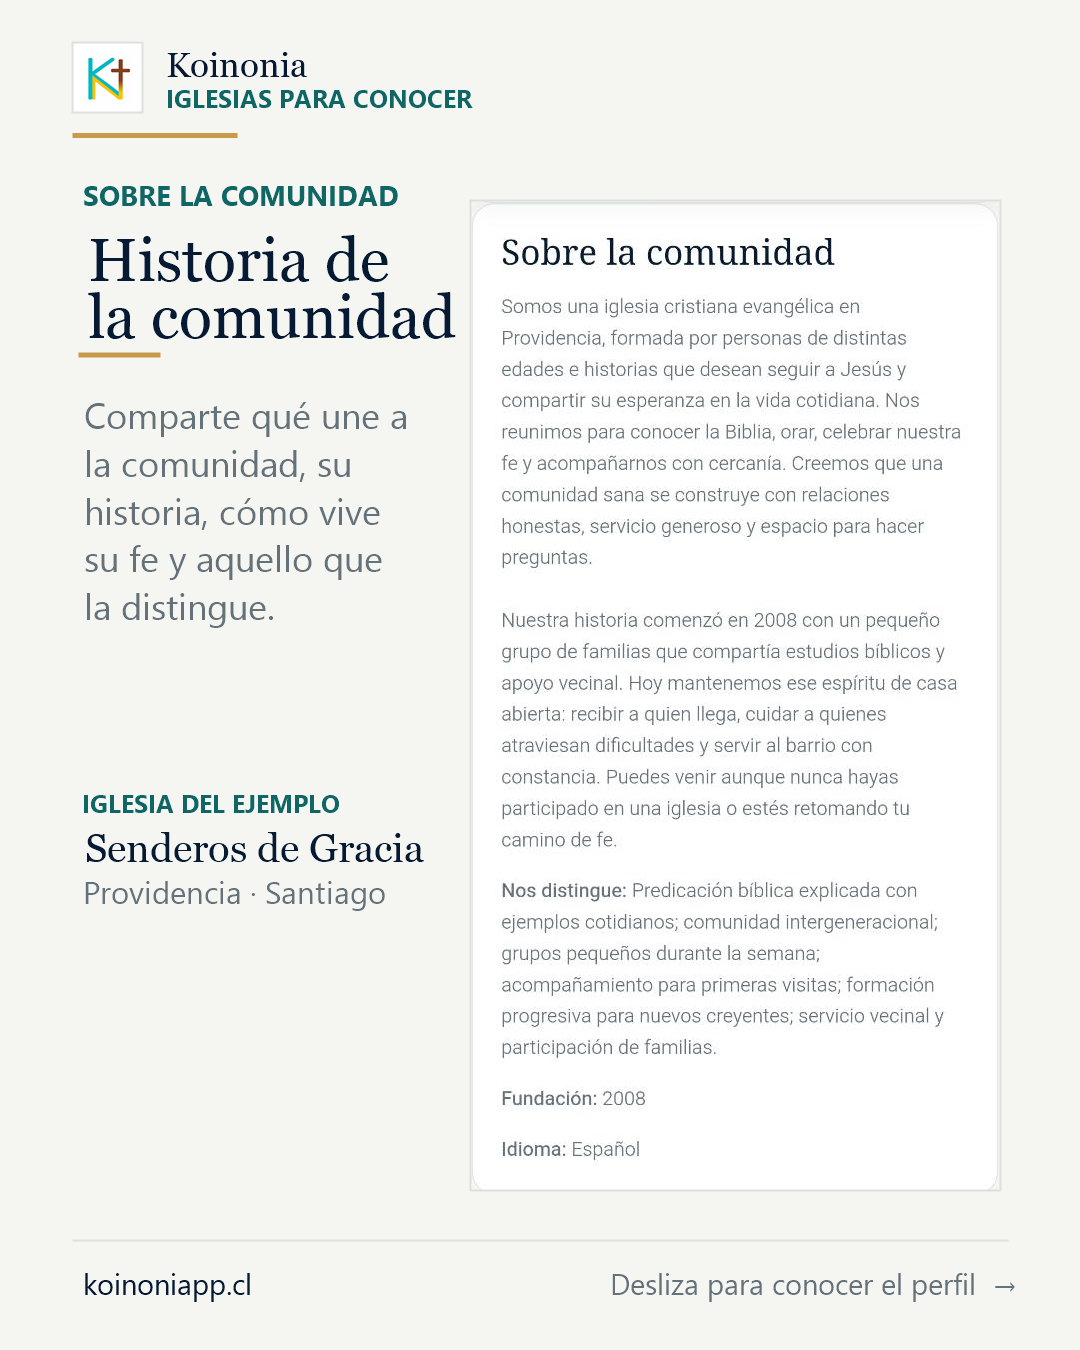 Koinonia
IGLESIAS PARA CONOCER
SOBRE LA COMUNIDAD
Historia de
la comunidad
Comparte qué une a
la comunidad, su
historia, cómo vive
su fe y aquello que
la distingue.
IGLESIA DEL EJEMPLO
Senderos de Gracia
Providencia · Santiago
Sobre la comunidad
Somos una iglesia cristiana evangélica en
Providencia, formada por personas de distintas
edades e historias que desean seguir a Jesús y
compartir su esperanza en la vida cotidiana. Nos
reunimos para conocer la Biblia, orar, celebrar nuestra
fe y acompañarnos con cercanía. Creemos que una
comunidad sana se construye con relaciones
honestas, servicio generoso y espacio para hacer
preguntas.
Nuestra historia comenzó en 2008 con un pequeño
grupo de familias que compartía estudios bíblicos y
apoyo vecinal. Hoy mantenemos ese espíritu de casa
abierta: recibir a quien llega, cuidar a quienes
atraviesan dificultades y servir al barrio con
constancia. Puedes venir aunque nunca hayas
participado en una iglesia o estés retomando tu
camino de fe.
Nos distingue: Predicación bíblica explicada con
ejemplos cotidianos; comunidad intergeneracional;
grupos pequeños durante la semana;
acompañamiento para primeras visitas; formación
progresiva para nuevos creyentes; servicio vecinal y
participación de familias.
Fundación: 2008
Idioma: Español
koinoniapp.cl
Desliza para conocer el perfil →